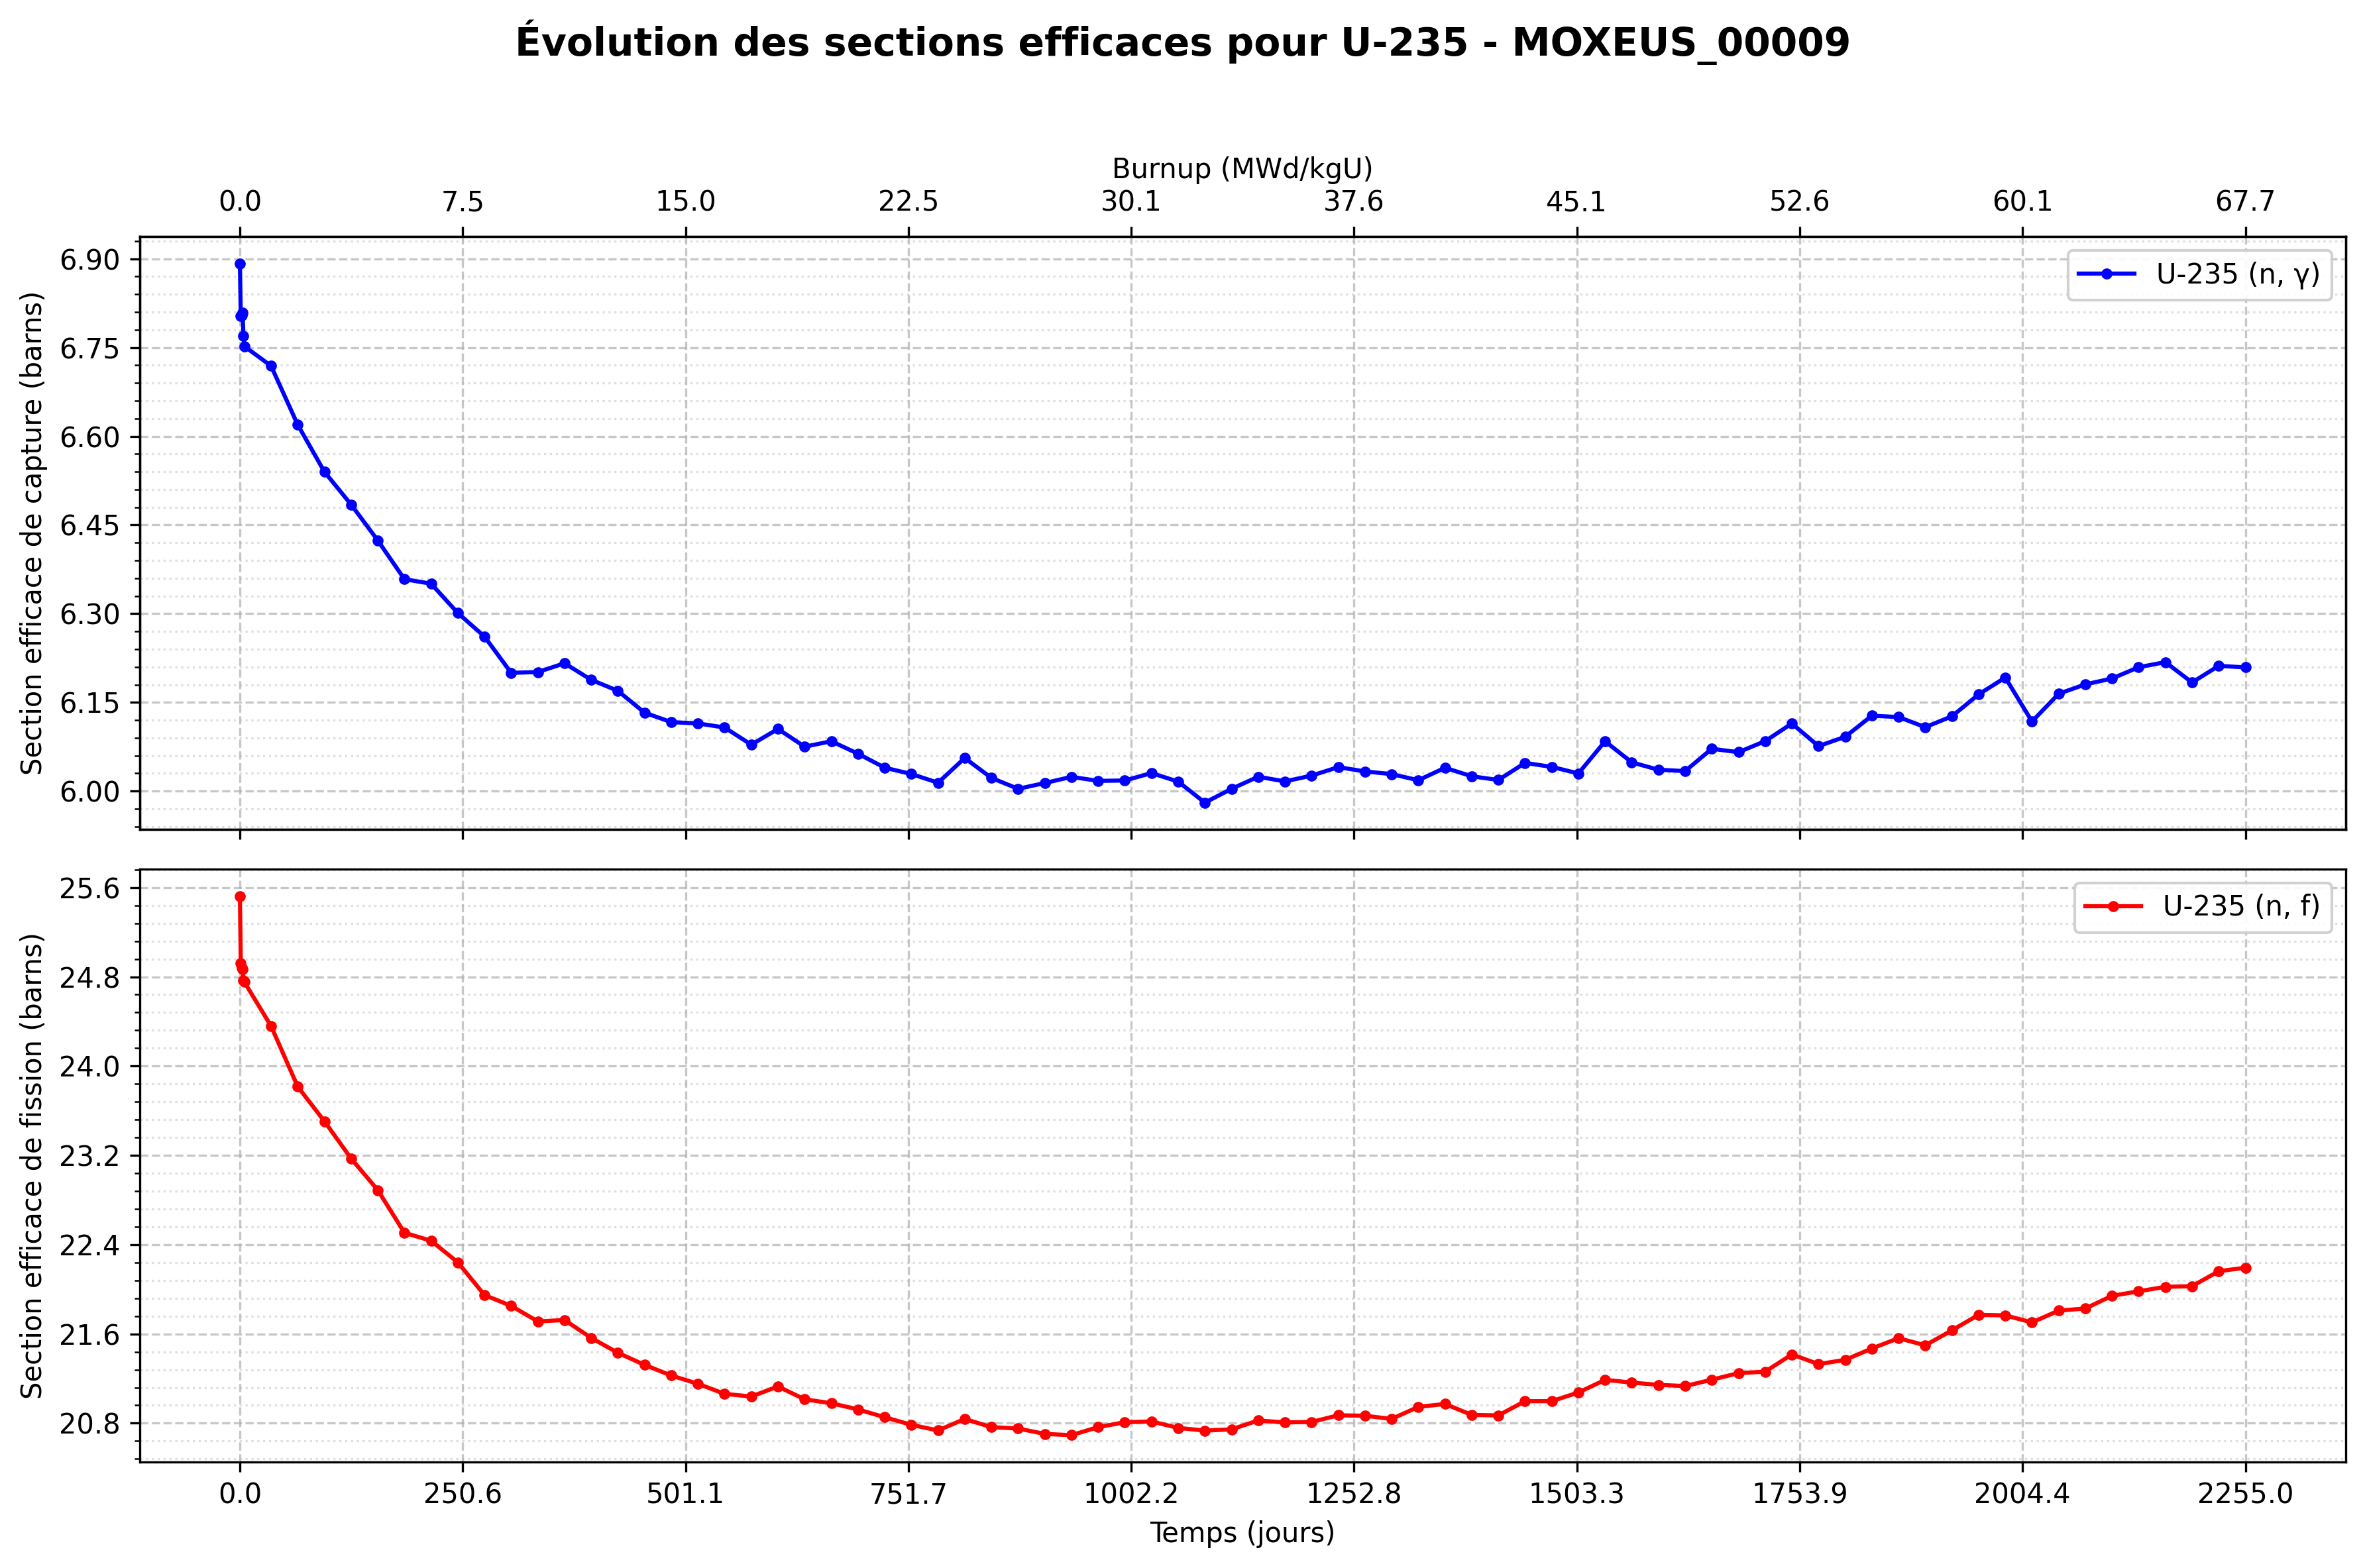 Évolution des sections efficaces pour U-235 - MOXEUS_00009
Burnup (MWd/kgU)
0.0 7.5 15.0 22.5 30.1 37.6 45.1 52.6 60.1 67.7
Section efficace de capture (barns)
6.90
6.75
6.60
6.45
6.30
6.15
6.00
U-235 (n, γ)
Section efficace de fission (barns)
25.6
24.8
24.0
23.2
22.4
21.6
20.8
U-235 (n, f)
0.0 250.6 501.1 751.7 1002.2 1252.8 1503.3 1753.9 2004.4 2255.0
Temps (jours)